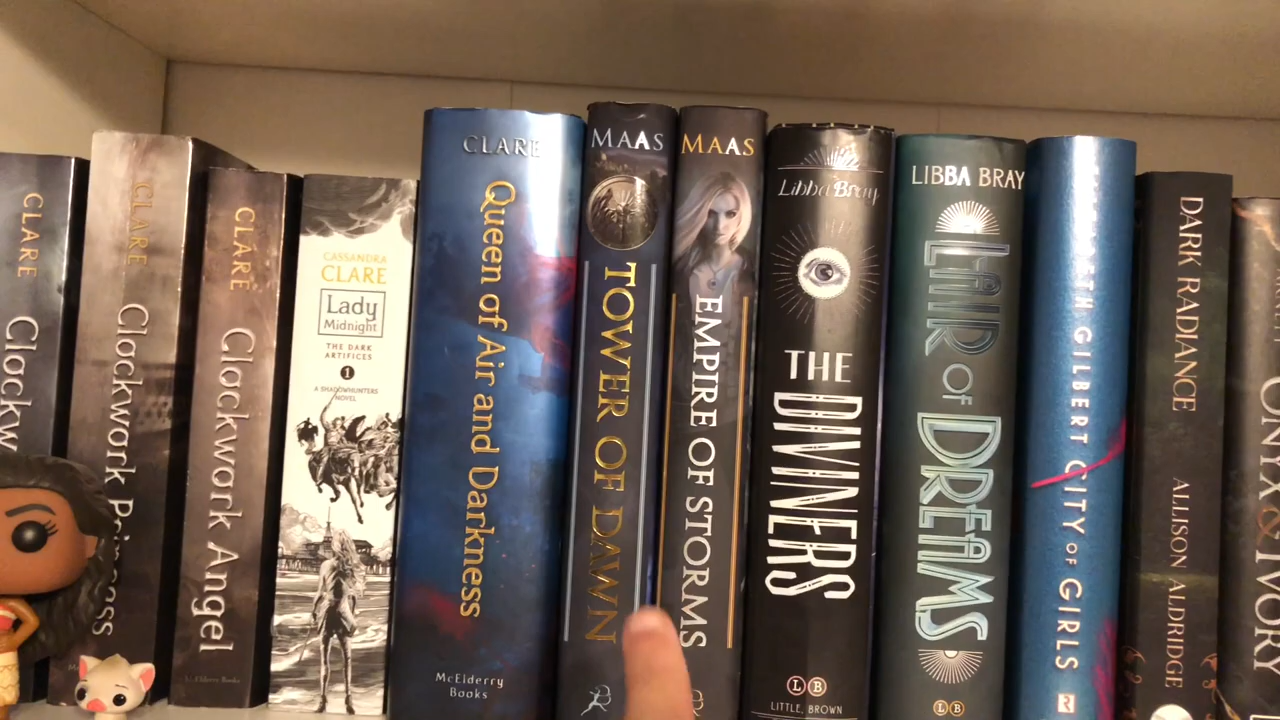 CLARE
Clockw
CLARE
Clockwork Princess
CLARE
Clockwork Angel
McElderry Books
CASSANDRA
CLARE
Lady
Midnight
THE DARK
ARTIFICES
1
A SHADOWHUNTERS
NOVEL
CLARE
Queen of Air and Darkness
McElderry
Books
MAAS
TOWER OF DAWN
MAAS
EMPIRE OF STORMS
Libba Bray
THE
DIVINERS
LB
LITTLE, BROWN
LIBBA BRAY
LAIR OF DREAMS
LB
GILBERT CITY OF GIRLS
R
DARK RADIANCE
ALLISON ALDRIDGE
ONYX & IVORY